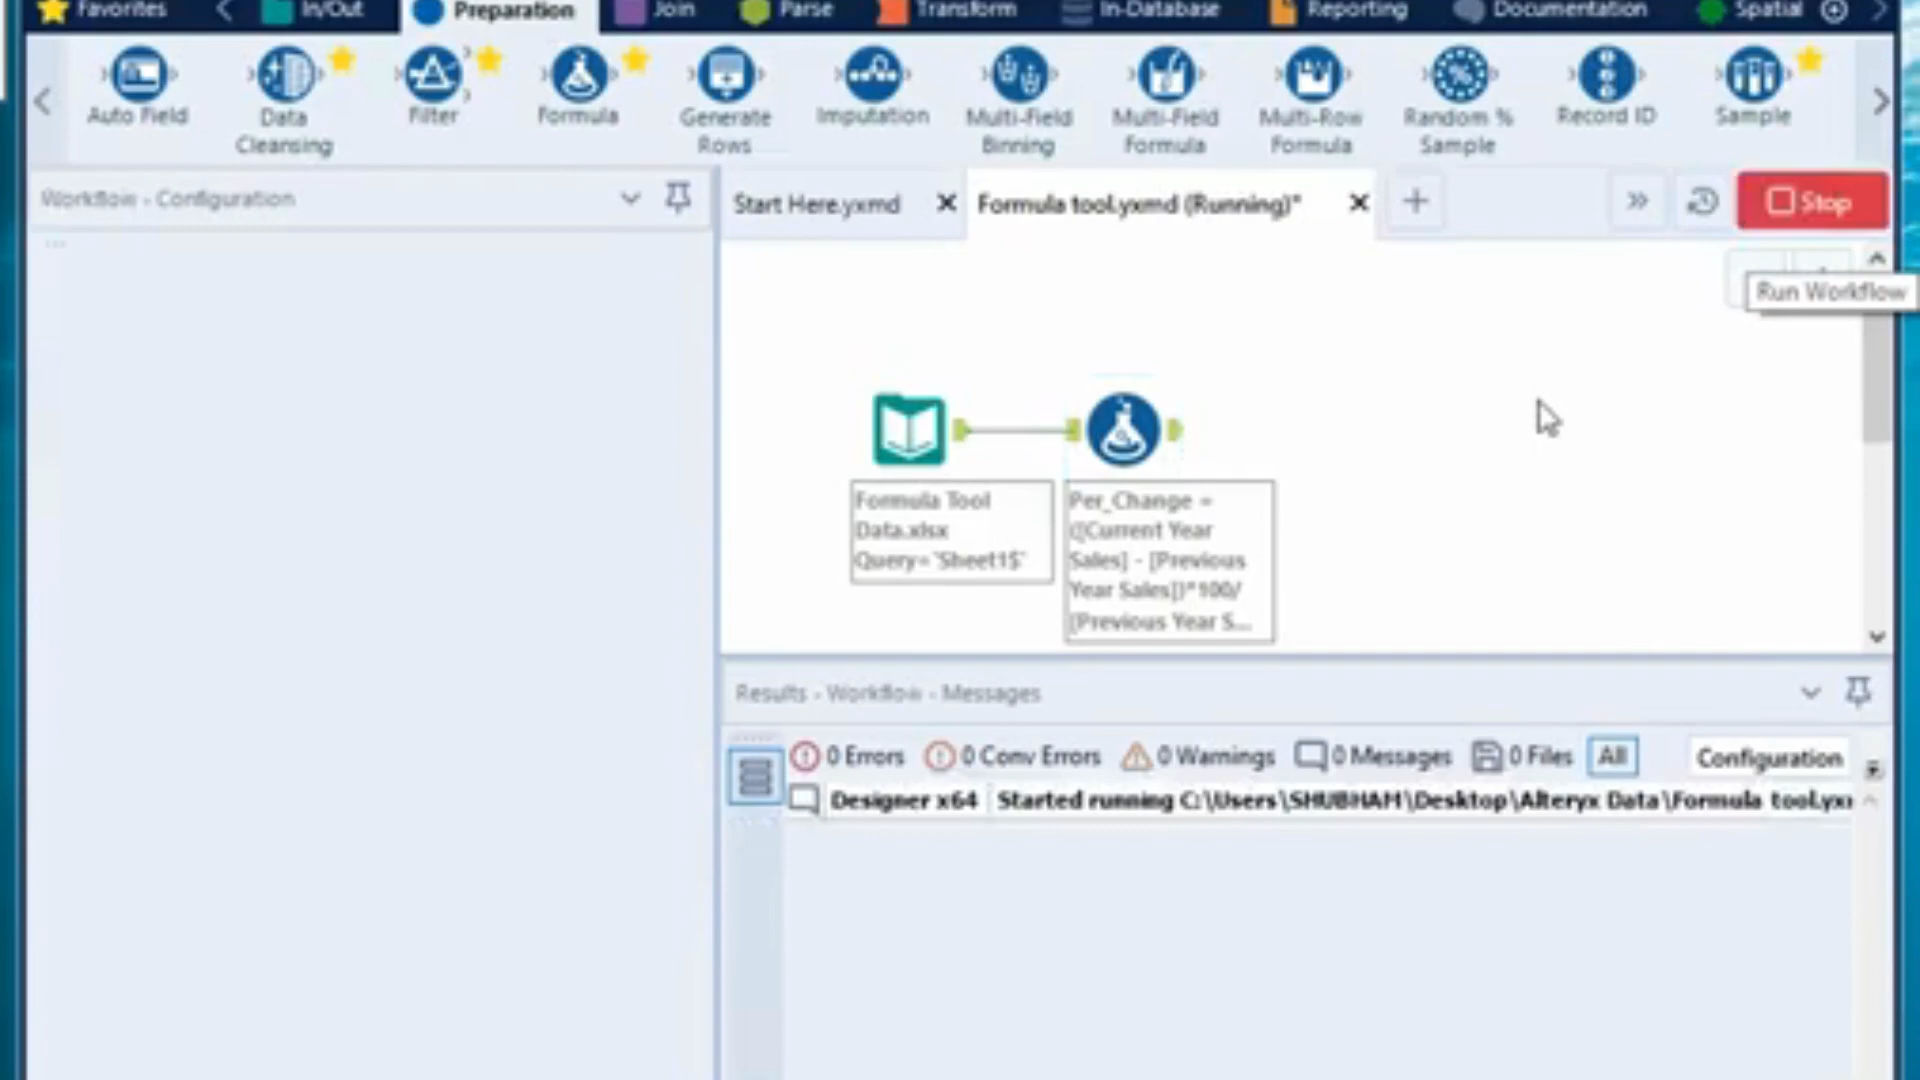 Favorites
In/Out
Preparation
Join
Parse
Transform
In-Database
Reporting
Documentation
Spatial
Auto Field
Data
Cleansing
Filter
Formula
Generate
Rows
Imputation
Multi-Field
Binning
Multi-Field
Formula
Multi-Row
Formula
Random %
Sample
Record ID
Sample
Workflow - Configuration
Start Here.yxmd
Formula tool.yxmd (Running)*
Stop
Run Workflow
Formula Tool
Data.xlsx
Query=`Sheet1$`
Per_Change =
([Current Year
Sales] - [Previous
Year Sales])*100/
[Previous Year S...
Results - Workflow - Messages
0 Errors
0 Conv Errors
0 Warnings
0 Messages
0 Files
All
Configuration
Designer x64
Started running C:\Users\SHUBHAM\Desktop\Alteryx Data\Formula tool.yx